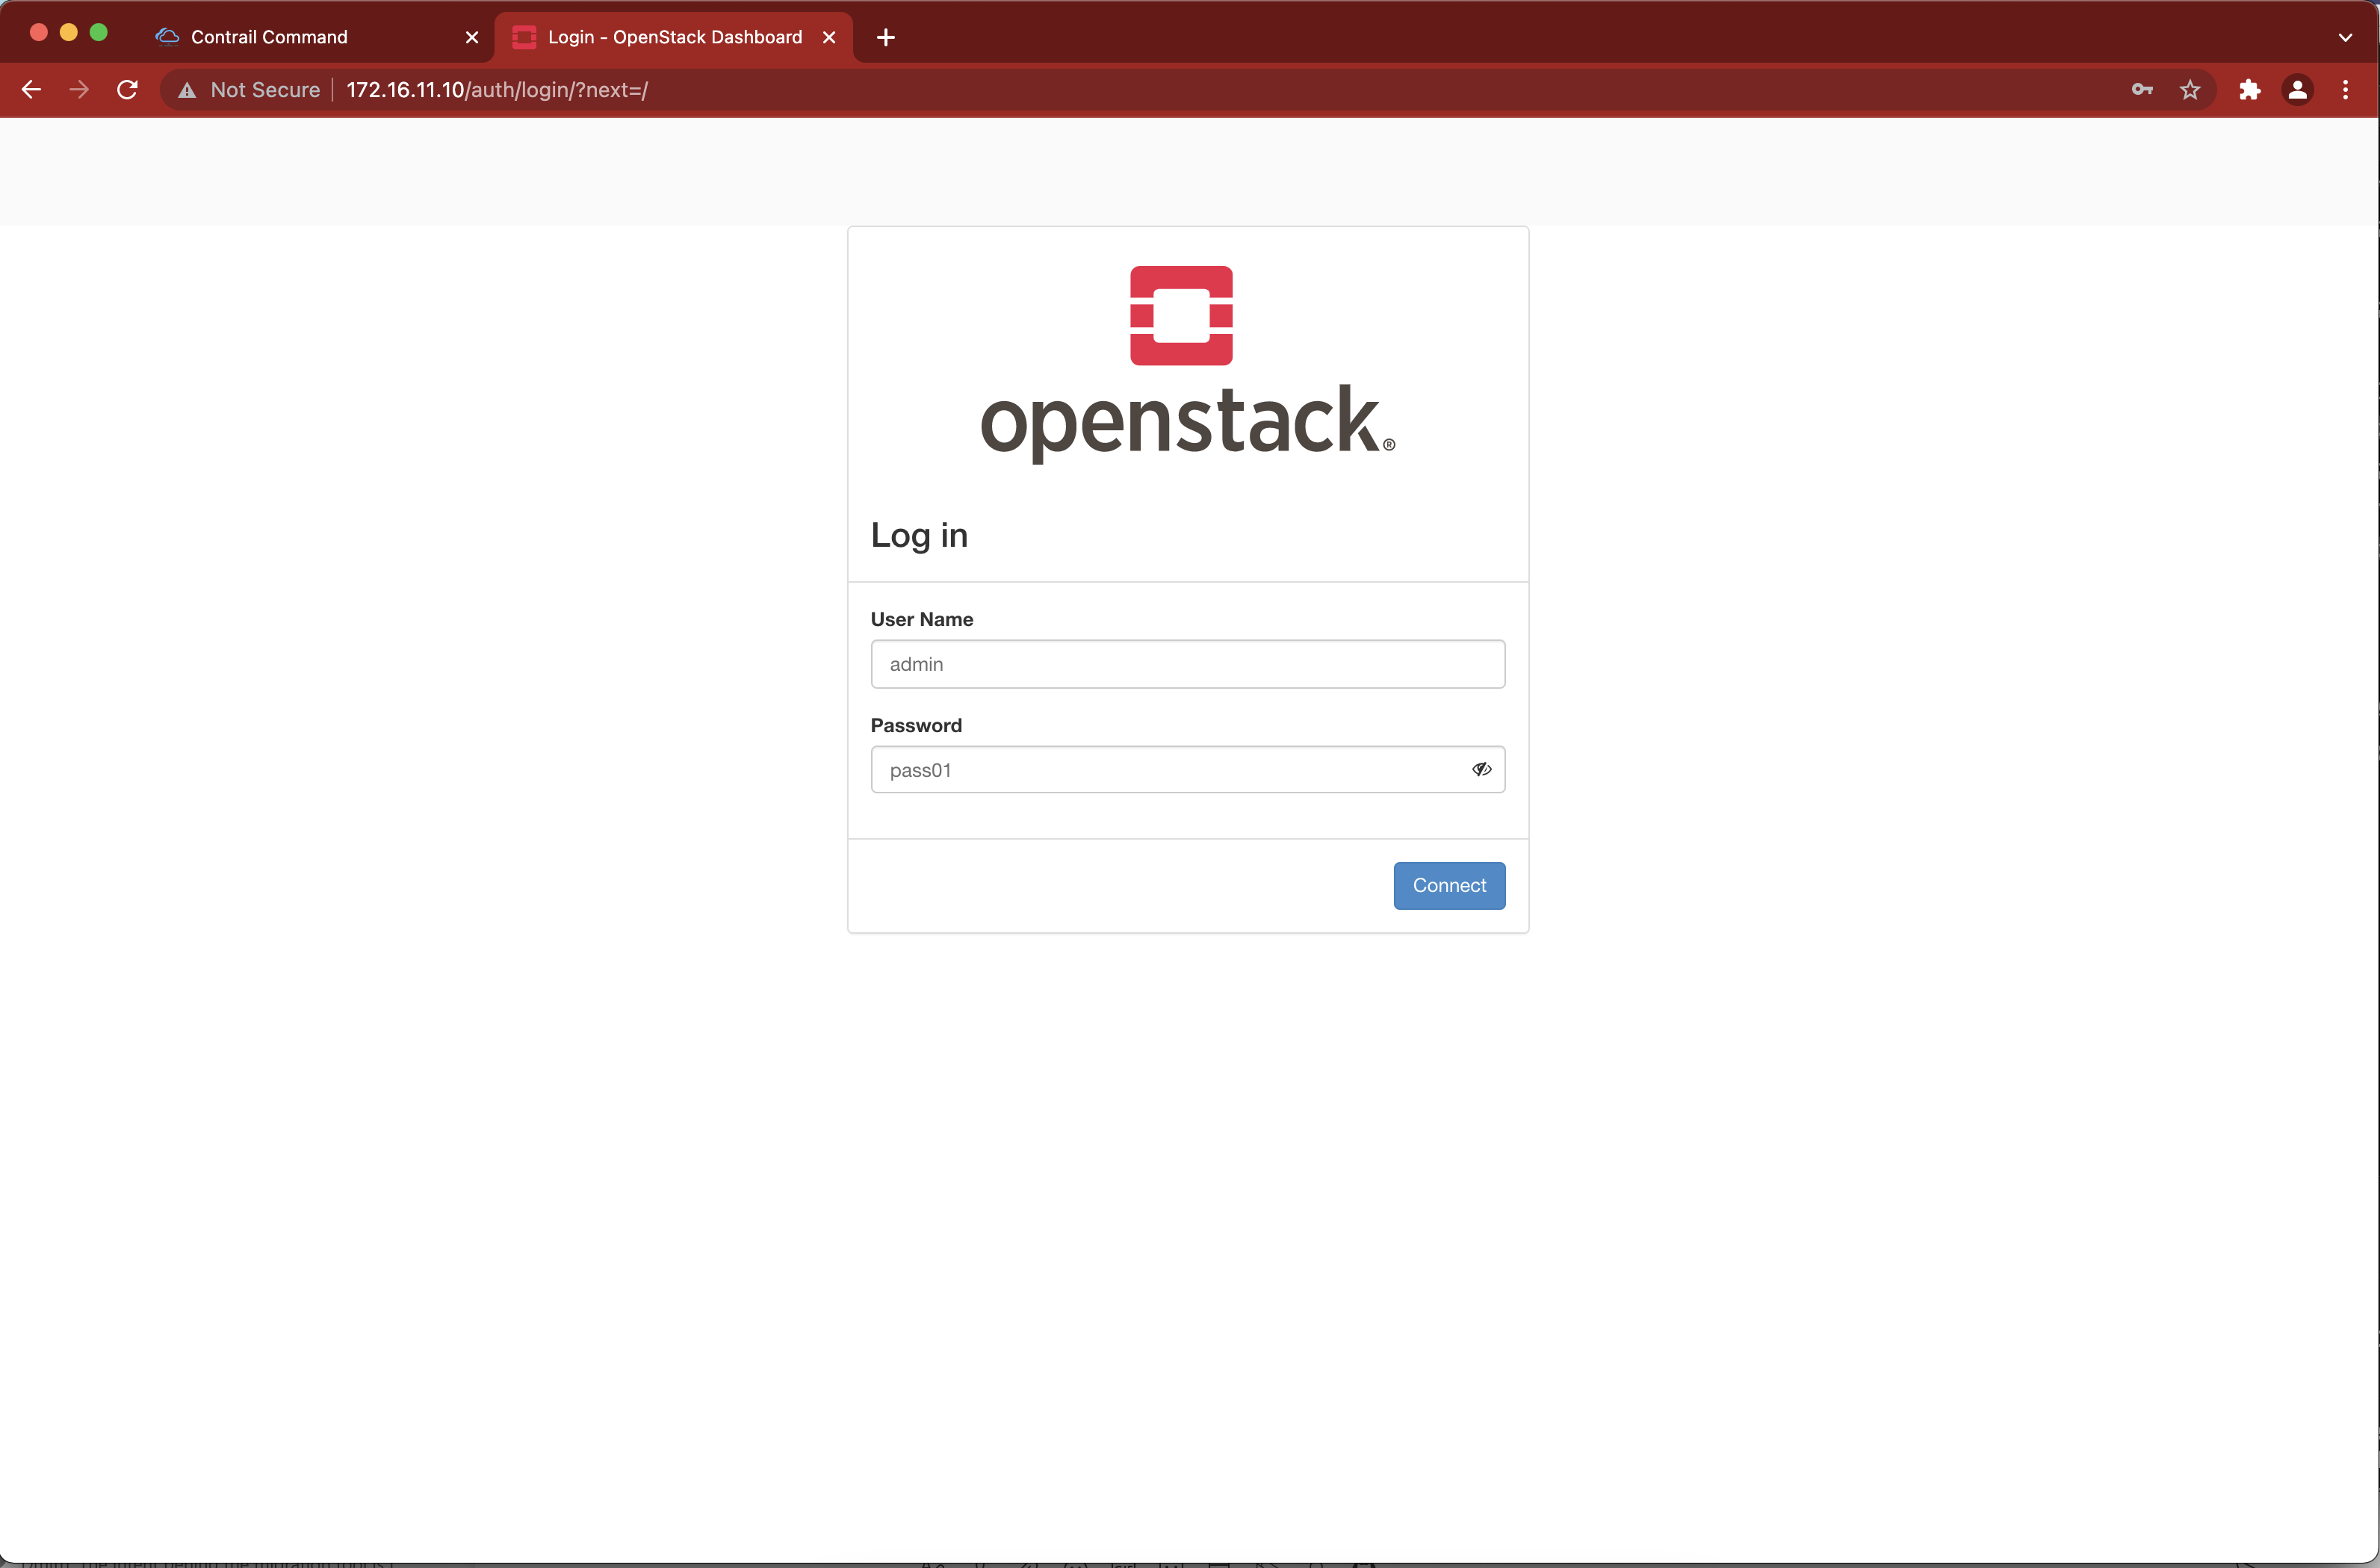 Contrail Command
Login - OpenStack Dashboard
Not Secure
172.16.11.10/auth/login/?next=/
openstack®
Log in
User Name
admin
Password
pass01
Connect